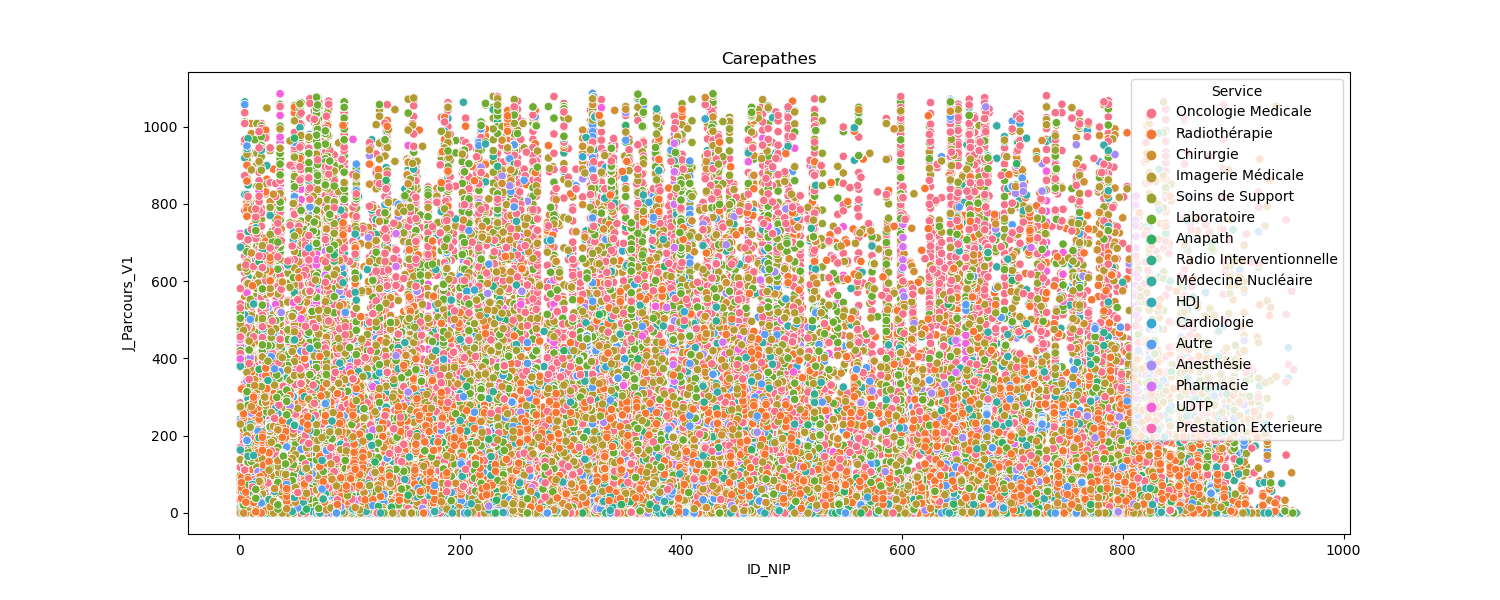 Carepathes
Service
Oncologie Medicale
Radiothérapie
Chirurgie
Imagerie Médicale
Soins de Support
Laboratoire
Anapath
Radio Interventionnelle
Médecine Nucléaire
HDJ
Cardiologie
Autre
Anesthésie
Pharmacie
UDTP
Prestation Exterieure
J_Parcours_V1
1000
800
600
400
200
0
0 200 400 600 800 1000
ID_NIP